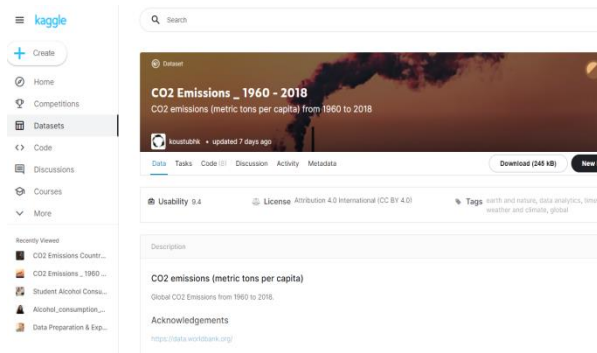 kaggle
Search
Create
Home
Competitions
Datasets
Code
Discussions
Courses
More
Recently Viewed
CO2 Emissions Countr...
CO2 Emissions _ 1960 ...
Student Alcohol Consu...
Alcohol_consumption_...
Data Preparation & Exp...
Dataset
CO2 Emissions _ 1960 - 2018
CO2 emissions (metric tons per capita) from 1960 to 2018
koustubhk • updated 7 days ago
Data Tasks Code (8) Discussion Activity Metadata Download (245 kB) New
Usability 9.4 License Attribution 4.0 International (CC BY 4.0) Tags earth and nature, data analytics, time
weather and climate, global
Description
CO2 emissions (metric tons per capita)
Global CO2 Emissions from 1960 to 2018.
Acknowledgements
https://data.worldbank.org/